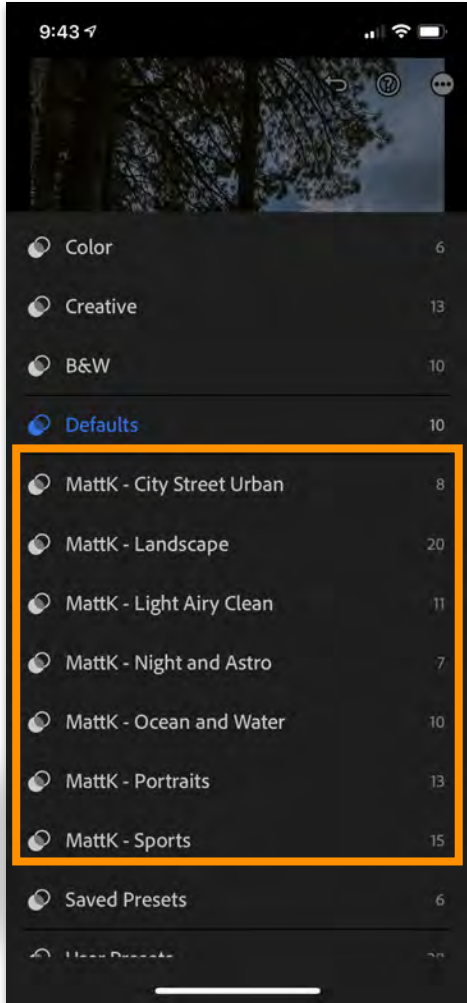 9:43
Color 6
Creative 13
B&W 10
Defaults 10
MattK - City Street Urban 8
MattK - Landscape 20
MattK - Light Airy Clean 11
MattK - Night and Astro 7
MattK - Ocean and Water 10
MattK - Portraits 13
MattK - Sports 15
Saved Presets 6
User Presets